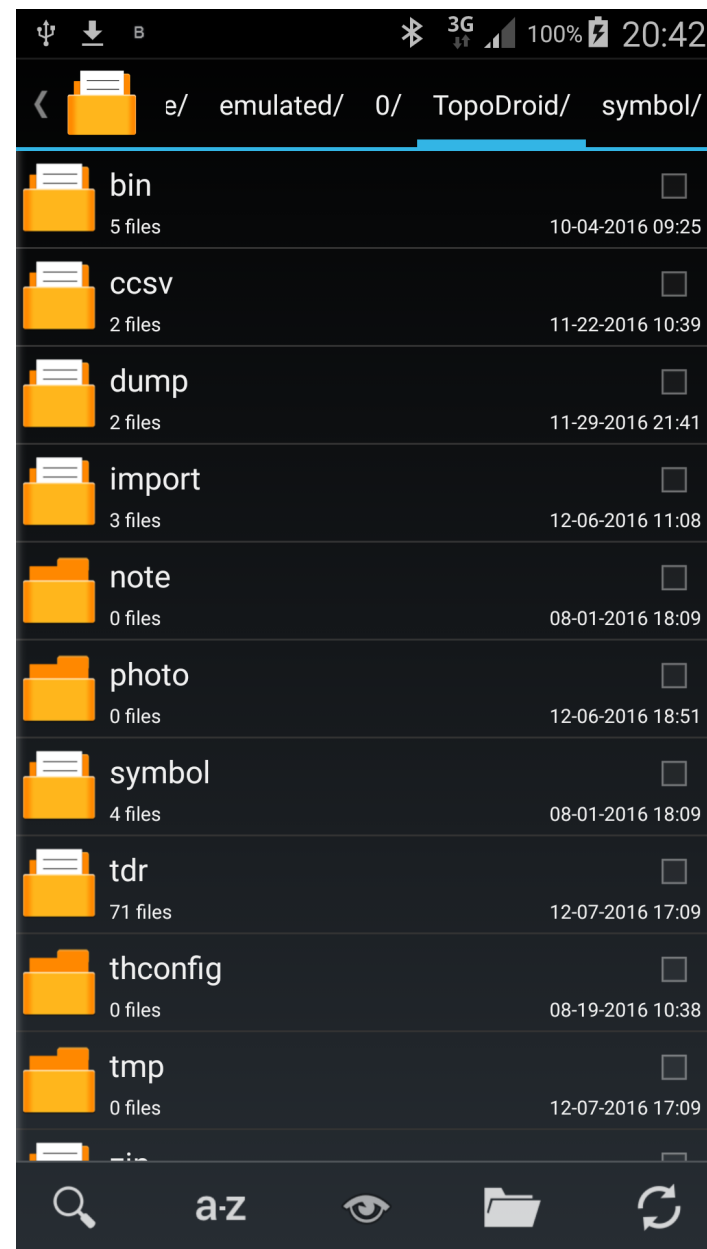 B 3G 100% 20:42
e/ emulated/ 0/ TopoDroid/ symbol/
bin
5 files 10-04-2016 09:25
ccsv
2 files 11-22-2016 10:39
dump
2 files 11-29-2016 21:41
import
3 files 12-06-2016 11:08
note
0 files 08-01-2016 18:09
photo
0 files 12-06-2016 18:51
symbol
4 files 08-01-2016 18:09
tdr
71 files 12-07-2016 17:09
thconfig
0 files 08-19-2016 10:38
tmp
0 files 12-07-2016 17:09
a-z